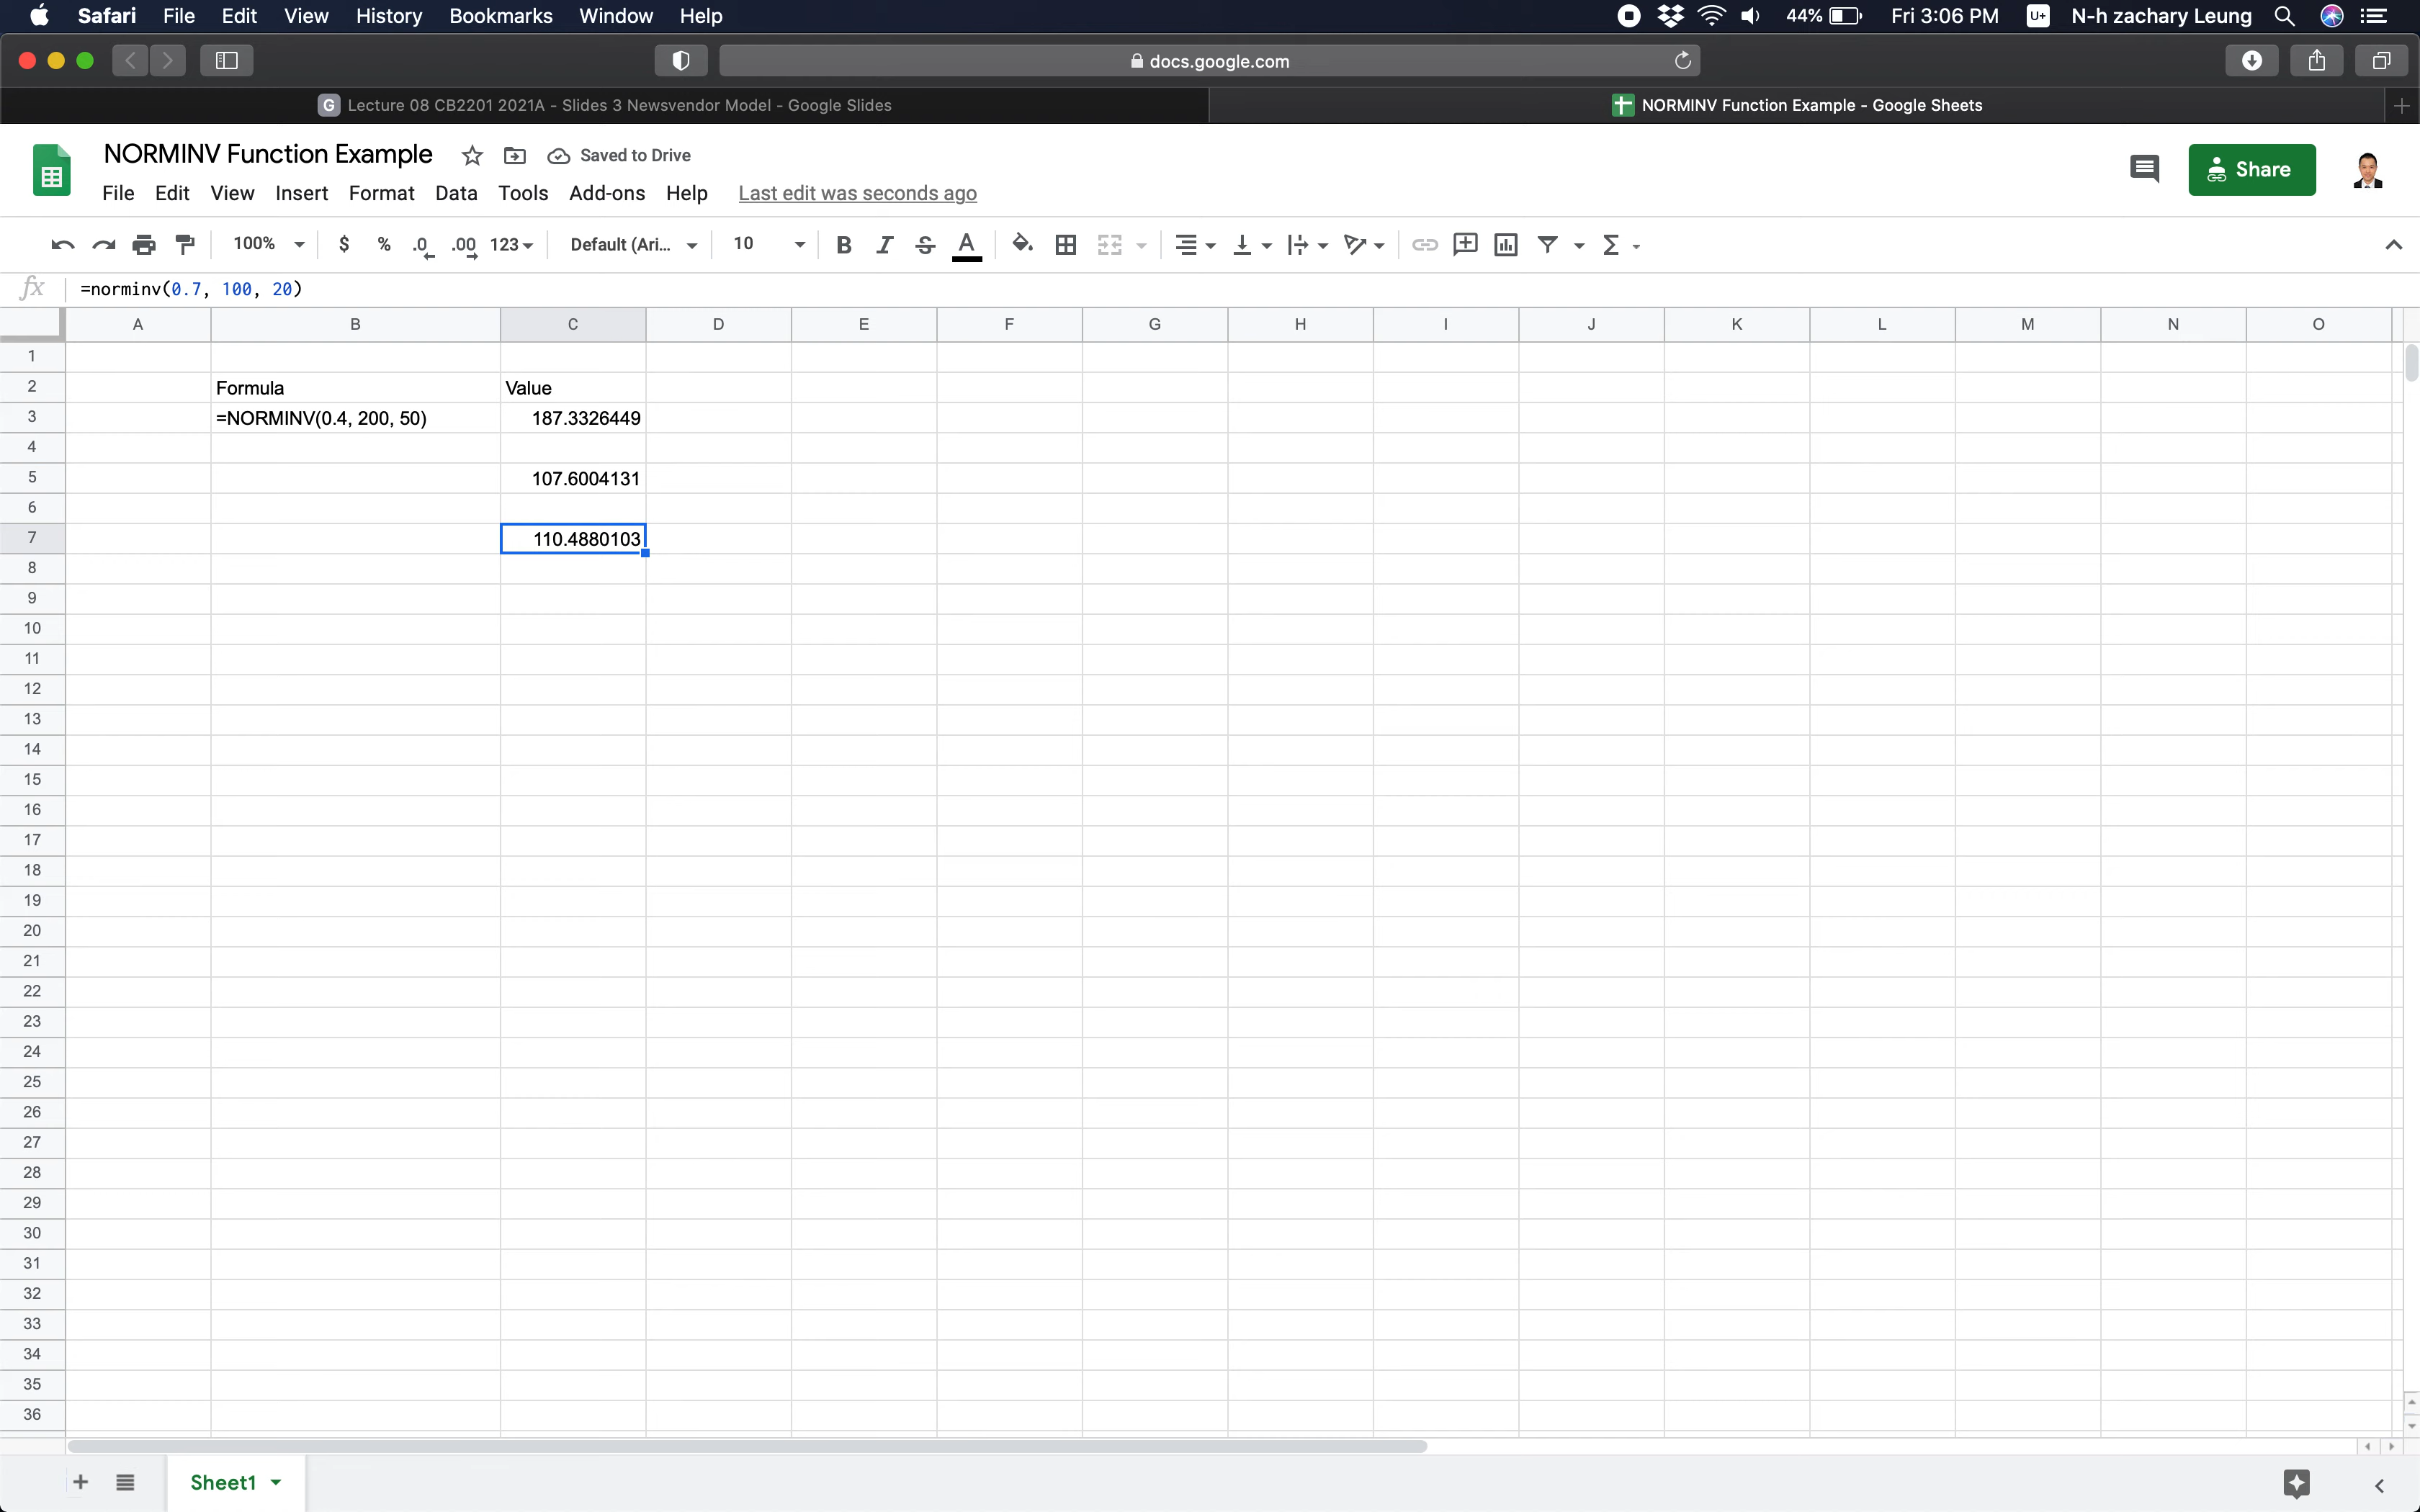 Safari File Edit View History Bookmarks Window Help 44% Fri 3:06 PM U+ N-h zachary Leung
docs.google.com
G Lecture 08 CB2201 2021A - Slides 3 Newsvendor Model - Google Slides NORMINV Function Example - Google Sheets
NORMINV Function Example Saved to Drive
File Edit View Insert Format Data Tools Add-ons Help Last edit was seconds ago
Share
100% $ % .0 .00 123 Default (Ari... 10 B I S A Σ
fx =norminv(0.7, 100, 20)
A B C D E F G H I J K L M N O
1
2 Formula Value
3 =NORMINV(0.4, 200, 50) 187.3326449
4
5 107.6004131
6
7 110.4880103
8
9
10
11
12
13
14
15
16
17
18
19
20
21
22
23
24
25
26
27
28
29
30
31
32
33
34
35
36
Sheet1